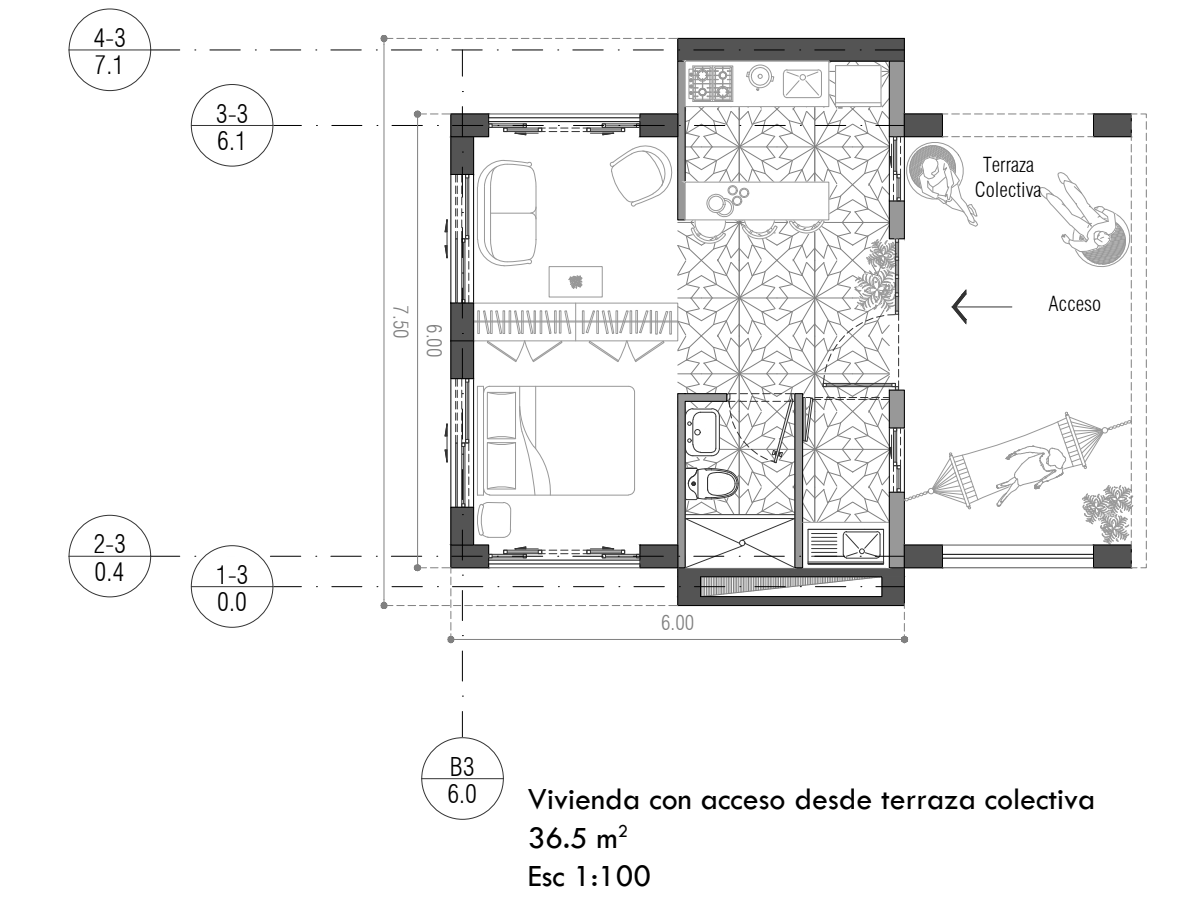 4-3
7.1
3-3
6.1
Terraza
Colectiva
Acceso
7.50
6.00
2-3
0.4
1-3
0.0
6.00
B3
6.0
Vivienda con acceso desde terraza colectiva
36.5 m²
Esc 1:100